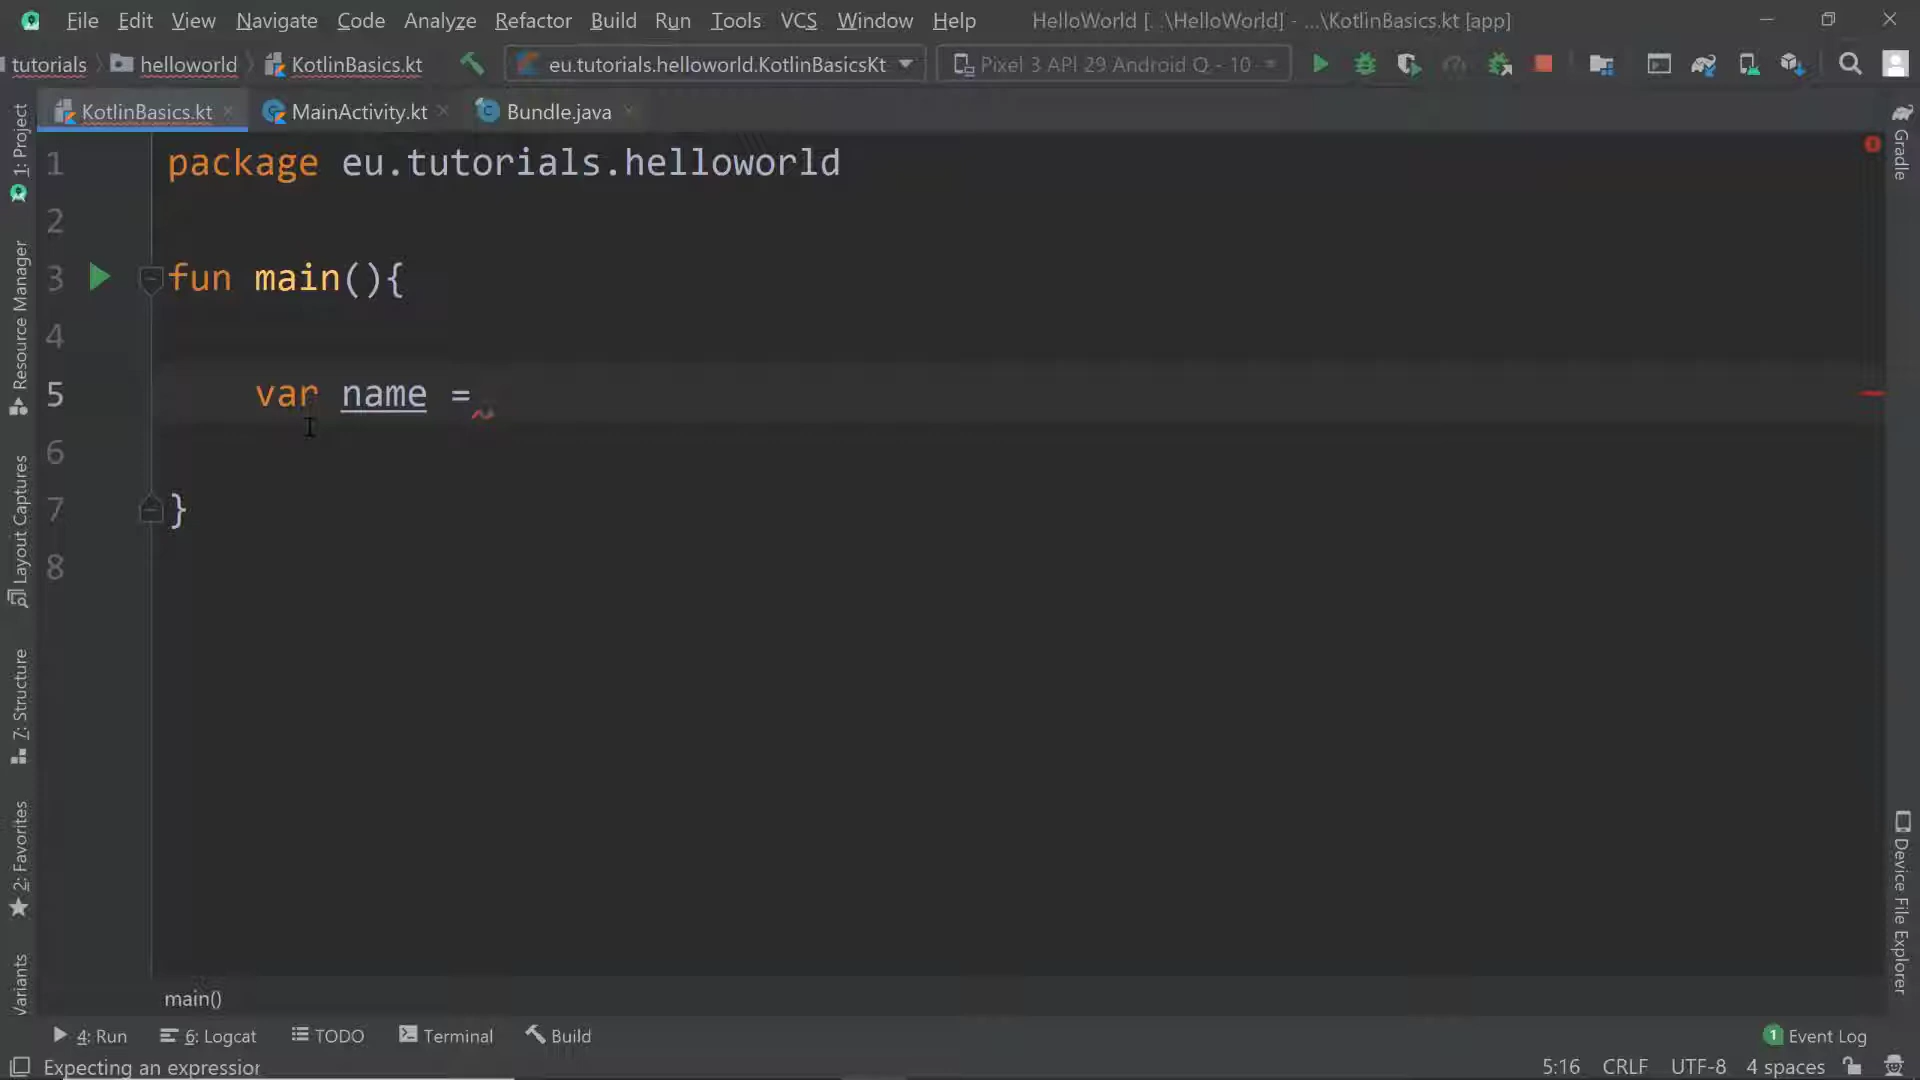 File Edit View Navigate Code Analyze Refactor Build Run Tools VCS Window Help HelloWorld [..\HelloWorld] - ...\KotlinBasics.kt [app]
tutorials helloworld KotlinBasics.kt eu.tutorials.helloworld.KotlinBasicsKt Pixel 3 API 29 Android Q - 10
KotlinBasics.kt MainActivity.kt Bundle.java
1: Project
Resource Manager
Layout Captures
7: Structure
2: Favorites
Variants
1 package eu.tutorials.helloworld
2
3 fun main(){
4
5 var name =
6
7 }
8
Gradle
Device File Explorer
main()
4: Run 6: Logcat TODO Terminal Build 1 Event Log
Expecting an expression 5:16 CRLF UTF-8 4 spaces